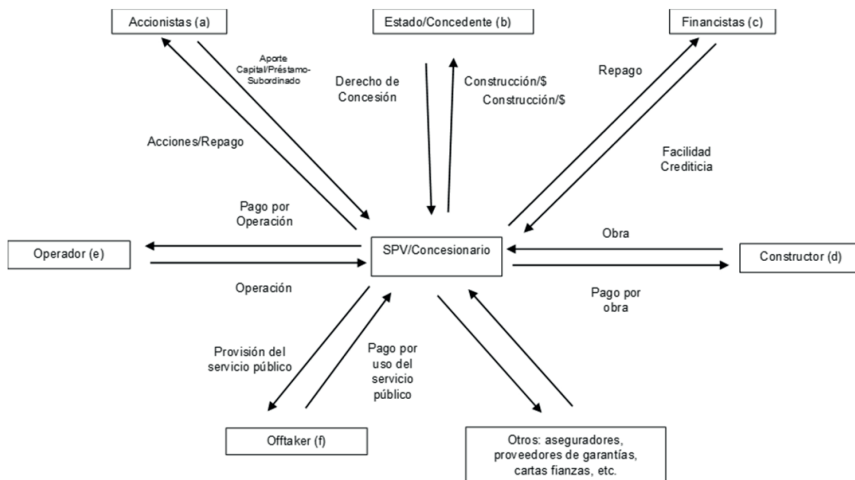 Accionistas (a)
Estado/Concedente (b)
Financistas (c)
Aporte
Capital/Préstamo-
Subordinado
Derecho de
Concesión
Construcción/$
Construcción/$
Repago
Acciones/Repago
Facilidad
Crediticia
Pago por
Operación
Operador (e)
SPV/Concesionario
Obra
Constructor (d)
Operación
Pago por
obra
Provisión del
servicio público
Pago por
uso del
servicio
público
Offtaker (f)
Otros: aseguradores,
proveedores de garantías,
cartas fianzas, etc.